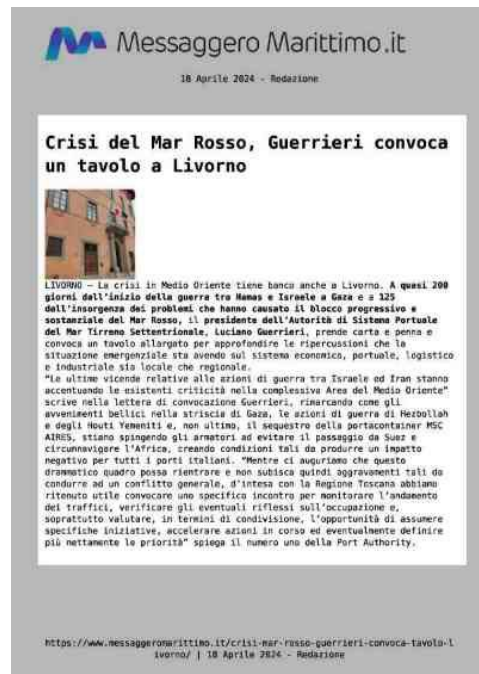 Messaggero Marittimo.it
18 Aprile 2024 - Redazione
Crisi del Mar Rosso, Guerrieri convoca
un tavolo a Livorno
LIVORNO – La crisi in Medio Oriente tiene banco anche a Livorno. A quasi 200
giorni dall'inizio della guerra tra Hamas e Israele a Gaza e a 125
dall'insorgenza dei problemi che hanno causato il blocco progressivo e
sostanziale del Mar Rosso, il presidente dell'Autorità di Sistema Portuale
del Mar Tirreno Settentrionale, Luciano Guerrieri, prende carta e penna e
convoca un tavolo allargato per approfondire le ripercussioni che la
situazione emergenziale sta avendo sul sistema economico, portuale, logistico
e industriale sia locale che regionale.
"Le ultime vicende relative alle azioni di guerra tra Israele ed Iran stanno
accentuando le esistenti criticità nella complessiva Area del Medio Oriente"
scrive nella lettera di convocazione Guerrieri, rimarcando come gli
avvenimenti bellici nella striscia di Gaza, le azioni di guerra di Hezbollah
e degli Houti Yemeniti e, non ultimo, il sequestro della portacontainer MSC
AIRES, stiano spingendo gli armatori ad evitare il passaggio da Suez e
circumnavigare l'Africa, creando condizioni tali da produrre un impatto
negativo per tutti i porti italiani. "Mentre ci auguriamo che questo
drammatico quadro possa rientrare e non subisca quindi aggravamenti tali da
condurre ad un conflitto generale, d'intesa con la Regione Toscana abbiamo
ritenuto utile convocare uno specifico incontro per monitorare l'andamento
dei traffici, verificare gli eventuali riflessi sull'occupazione e,
soprattutto valutare, in termini di condivisione, l'opportunità di assumere
specifiche iniziative, accelerare azioni in corso ed eventualmente definire
più nettamente le priorità" spiega il numero uno della Port Authority.
https://www.messaggeromarittimo.it/crisi-mar-rosso-guerrieri-convoca-tavolo-l
ivorno/ | 18 Aprile 2024 - Redazione